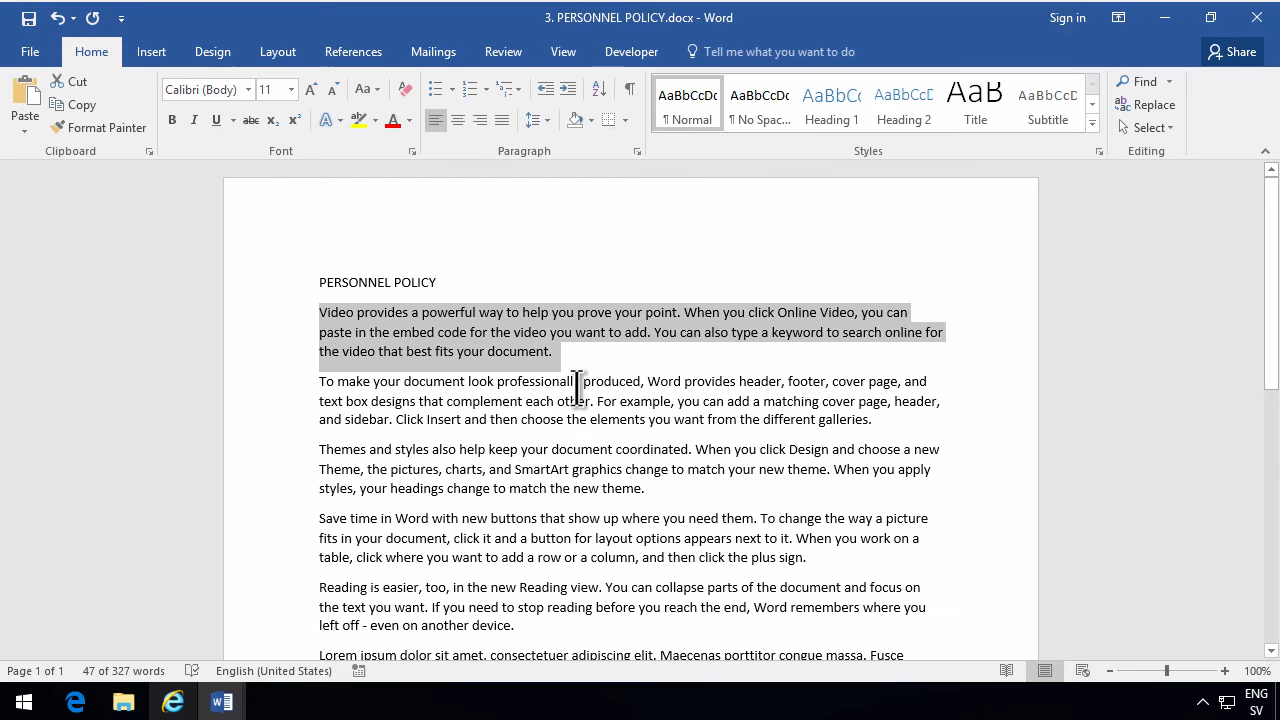 3. PERSONNEL POLICY.docx - Word
Sign in
File Home Insert Design Layout References Mailings Review View Developer Tell me what you want to do Share
Paste
Cut
Copy
Format Painter
Clipboard
Calibri (Body) 11
Aa
B I U abc X₂ X²
A A
Font
Paragraph
AaBbCcDc AaBbCcDc AaBbCc AaBbCcD AaB AaBbCcD
¶ Normal ¶ No Spac... Heading 1 Heading 2 Title Subtitle
Styles
Find
Replace
Select
Editing
PERSONNEL POLICY
Video provides a powerful way to help you prove your point. When you click Online Video, you can
paste in the embed code for the video you want to add. You can also type a keyword to search online for
the video that best fits your document.
To make your document look professionally produced, Word provides header, footer, cover page, and
text box designs that complement each other. For example, you can add a matching cover page, header,
and sidebar. Click Insert and then choose the elements you want from the different galleries.
Themes and styles also help keep your document coordinated. When you click Design and choose a new
Theme, the pictures, charts, and SmartArt graphics change to match your new theme. When you apply
styles, your headings change to match the new theme.
Save time in Word with new buttons that show up where you need them. To change the way a picture
fits in your document, click it and a button for layout options appears next to it. When you work on a
table, click where you want to add a row or a column, and then click the plus sign.
Reading is easier, too, in the new Reading view. You can collapse parts of the document and focus on
the text you want. If you need to stop reading before you reach the end, Word remembers where you
left off - even on another device.
Lorem ipsum dolor sit amet, consectetuer adipiscing elit. Maecenas porttitor congue massa. Fusce
Page 1 of 1 47 of 327 words English (United States) 100%
ENG
SV